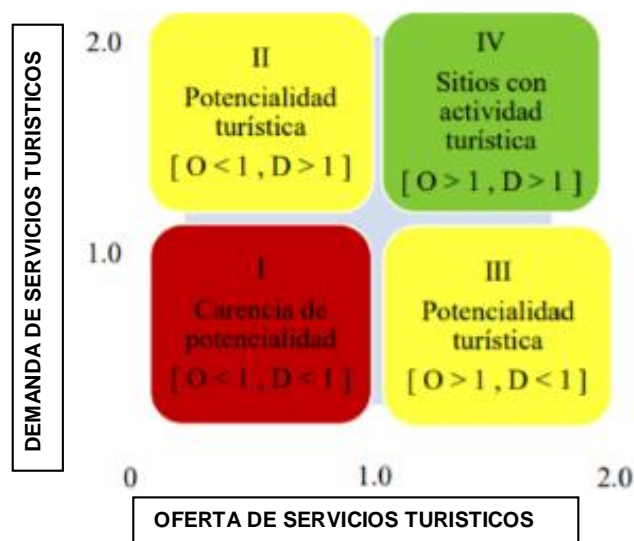 DEMANDA DE SERVICIOS TURISTICOS
2.0
II
Potencialidad
turística
[ O < 1 , D > 1 ]
IV
Sitios con
actividad
turística
[ O > 1 , D > 1 ]
1.0
I
Carencia de
potencialidad
[ O < 1 , D < 1 ]
III
Potencialidad
turística
[ O > 1 , D < 1 ]
0
1.0
2.0
OFERTA DE SERVICIOS TURISTICOS